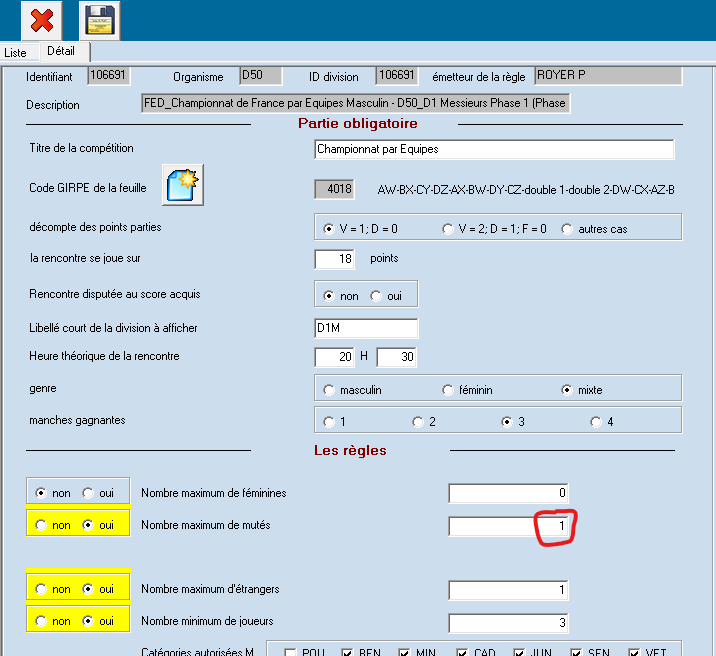 Liste Détail
Identifiant 106691 Organisme D50 ID division 106691 émetteur de la règle ROYER P
Description FED_Championnat de France par Equipes Masculin - D50_D1 Messieurs Phase 1 (Phase
Partie obligatoire
Titre de la compétition Championnat par Equipes
Code GIRPE de la feuille 4018 AW-BX-CY-DZ-AX-BW-DY-CZ-double 1-double 2-DW-CX-AZ-B
décompte des points parties V = 1; D = 0 V = 2; D = 1; F = 0 autres cas
la rencontre se joue sur 18 points
Rencontre disputée au score acquis non oui
Libellé court de la division à afficher D1M
Heure théorique de la rencontre 20 H 30
genre masculin féminin mixte
manches gagnantes 1 2 3 4
Les règles
non oui Nombre maximum de féminines 0
non oui Nombre maximum de mutés 1
non oui Nombre maximum d'étrangers 1
non oui Nombre minimum de joueurs 3
Catégories autorisées M POU BEN MIN CAD JUN SEN VET